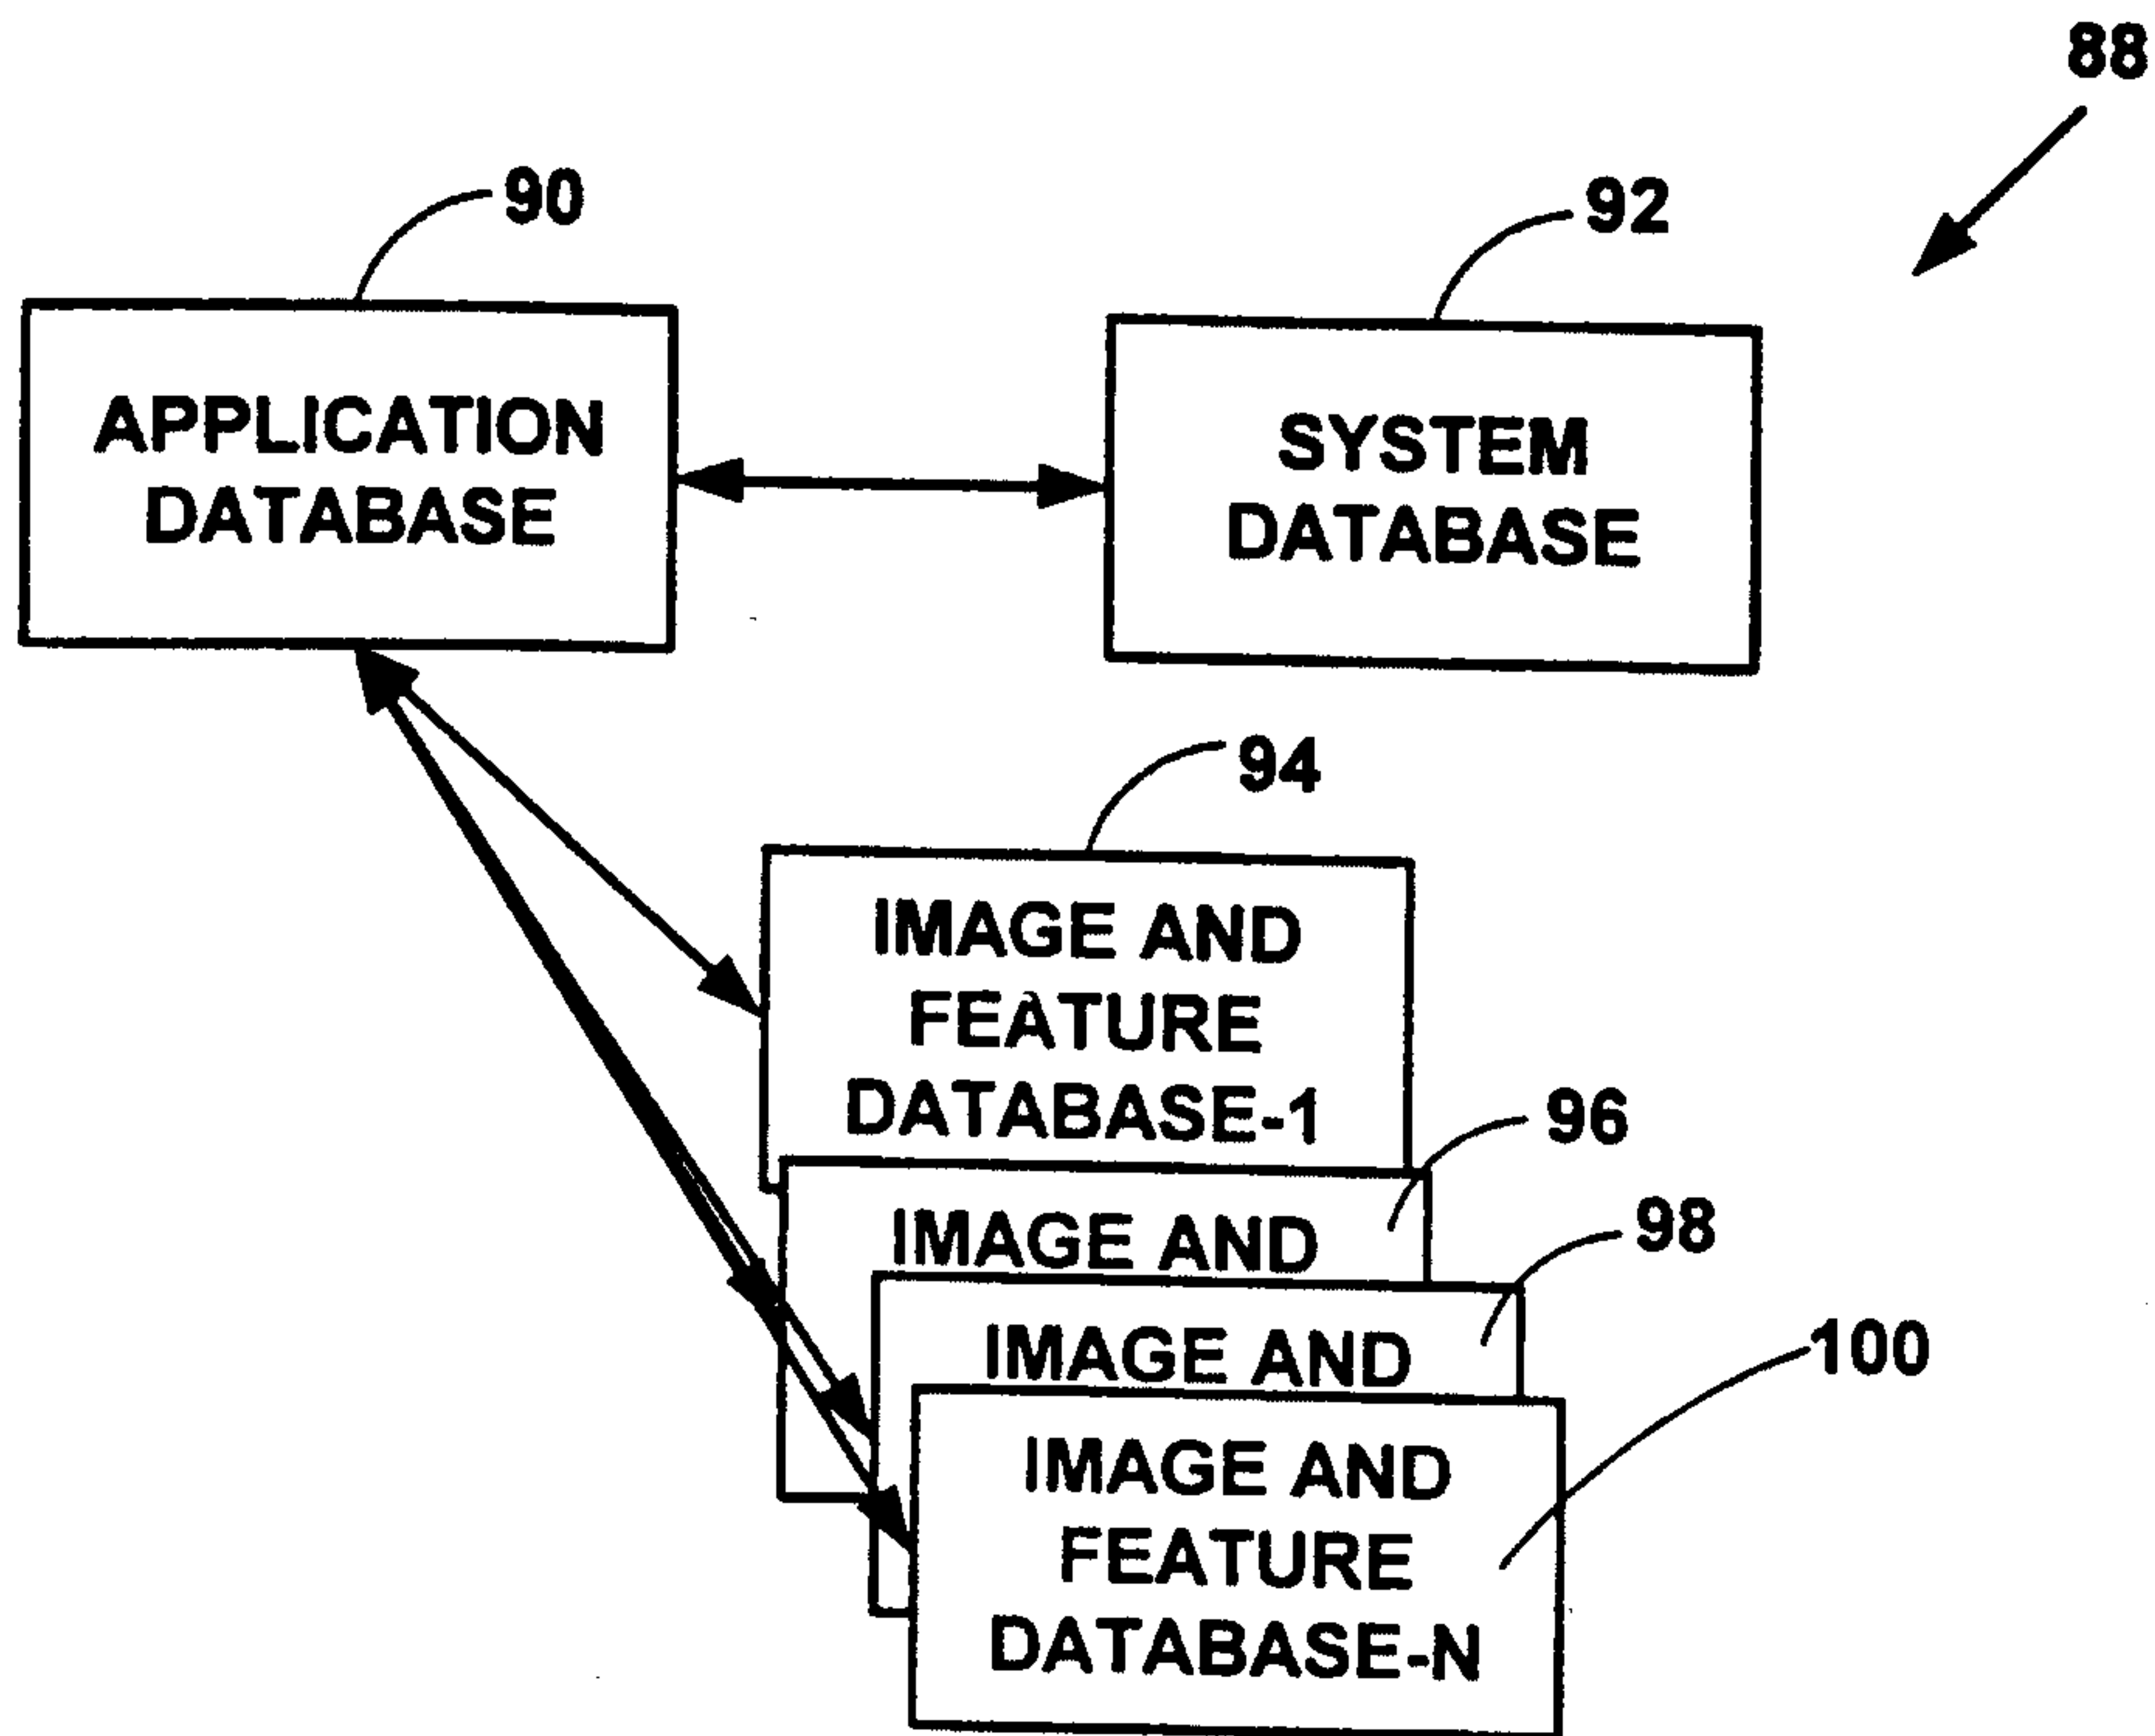 88
90
92
APPLICATION
DATABASE
SYSTEM
DATABASE
94
IMAGE AND
FEATURE
DATABASE-1
96
IMAGE AND
98
IMAGE AND
100
IMAGE AND
FEATURE
DATABASE-N